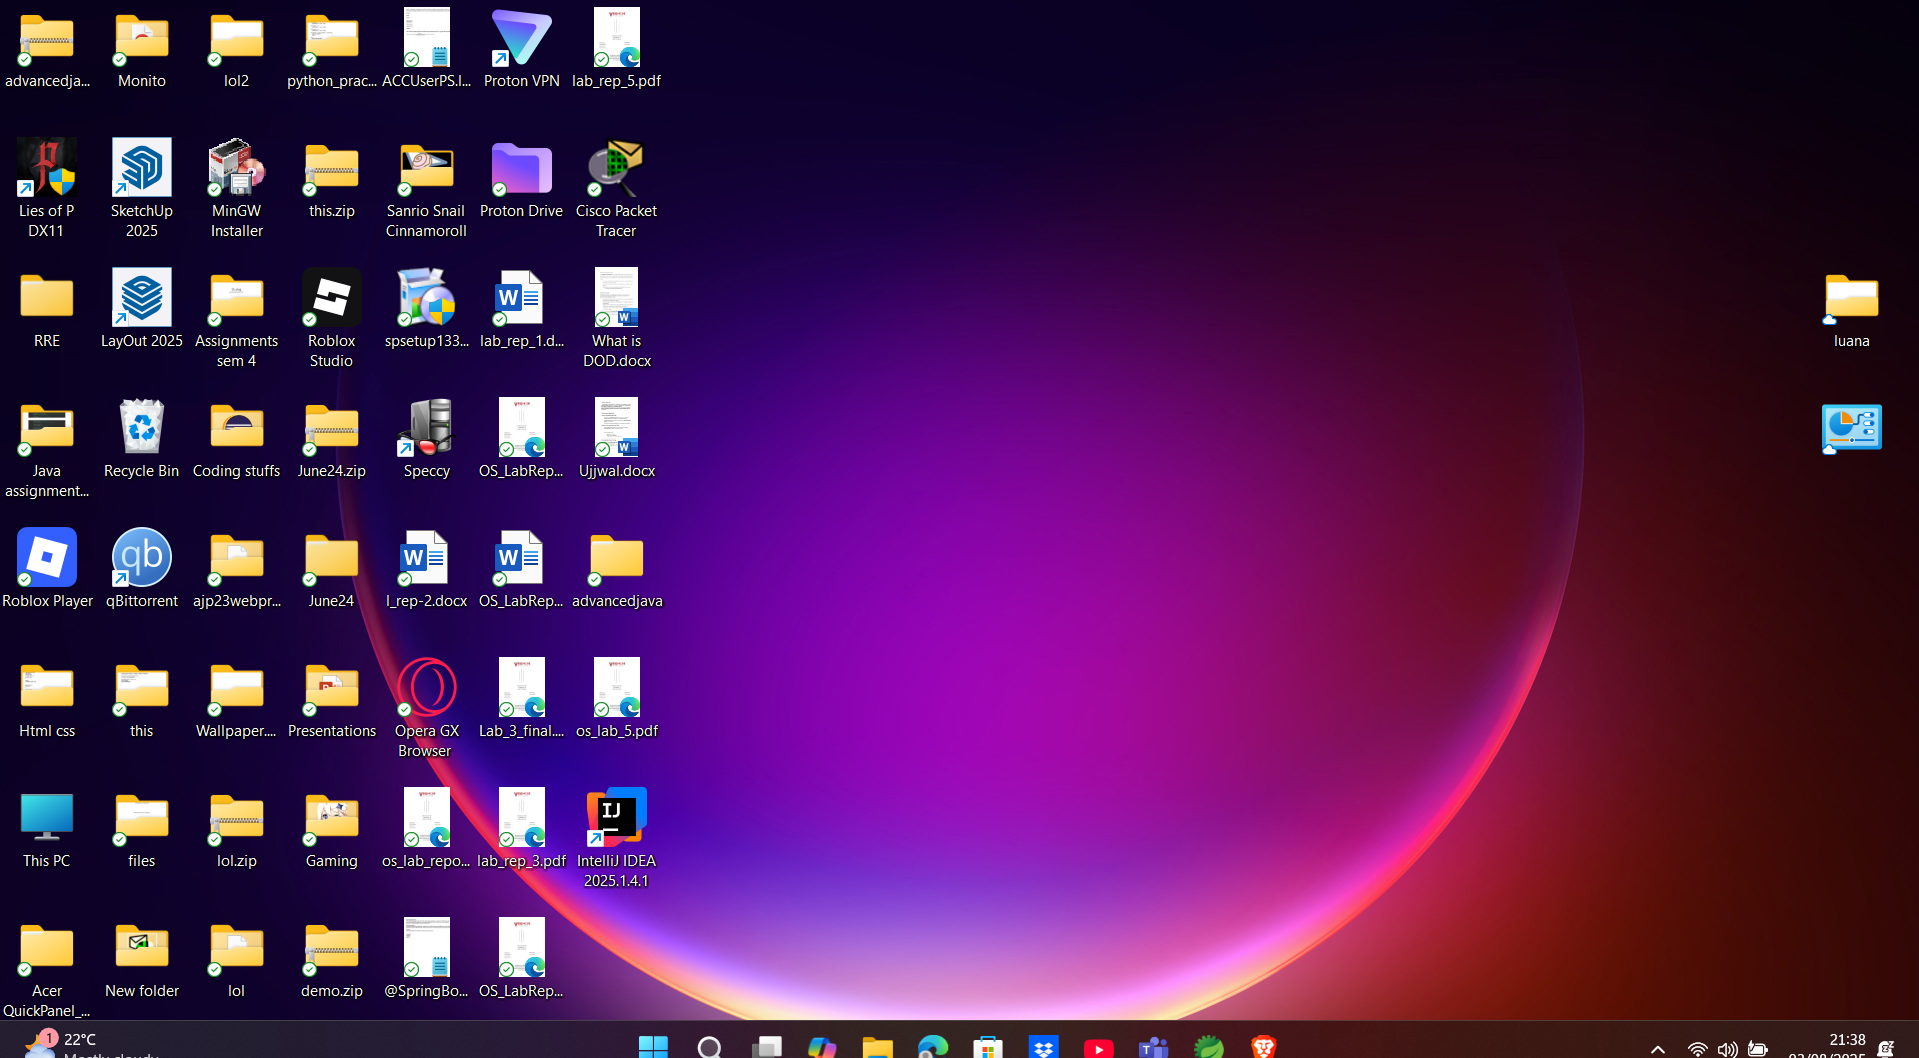 advancedja...
Monito
lol2
python_prac...
ACCUserPS.l...
Proton VPN
lab_rep_5.pdf
Lies of P
DX11
SketchUp
2025
MinGW
Installer
this.zip
Sanrio Snail
Cinnamoroll
Proton Drive
Cisco Packet
Tracer
RRE
LayOut 2025
Assignments
sem 4
Roblox
Studio
spsetup133...
lab_rep_1.d...
What is
DOD.docx
luana
Java
assignment...
Recycle Bin
Coding stuffs
June24.zip
Speccy
OS_LabRep...
Ujjwal.docx
Roblox Player
qb
qBittorrent
ajp23webpr...
June24
l_rep-2.docx
OS_LabRep...
advancedjava
Html css
this
Wallpaper....
Presentations
Opera GX
Browser
Lab_3_final....
os_lab_5.pdf
This PC
files
lol.zip
Gaming
os_lab_repo...
lab_rep_3.pdf
IJ
IntelliJ IDEA
2025.1.4.1
Acer
QuickPanel_...
New folder
lol
demo.zip
@SpringBo...
OS_LabRep...
1
22°C
Mostly cloudy
21:38